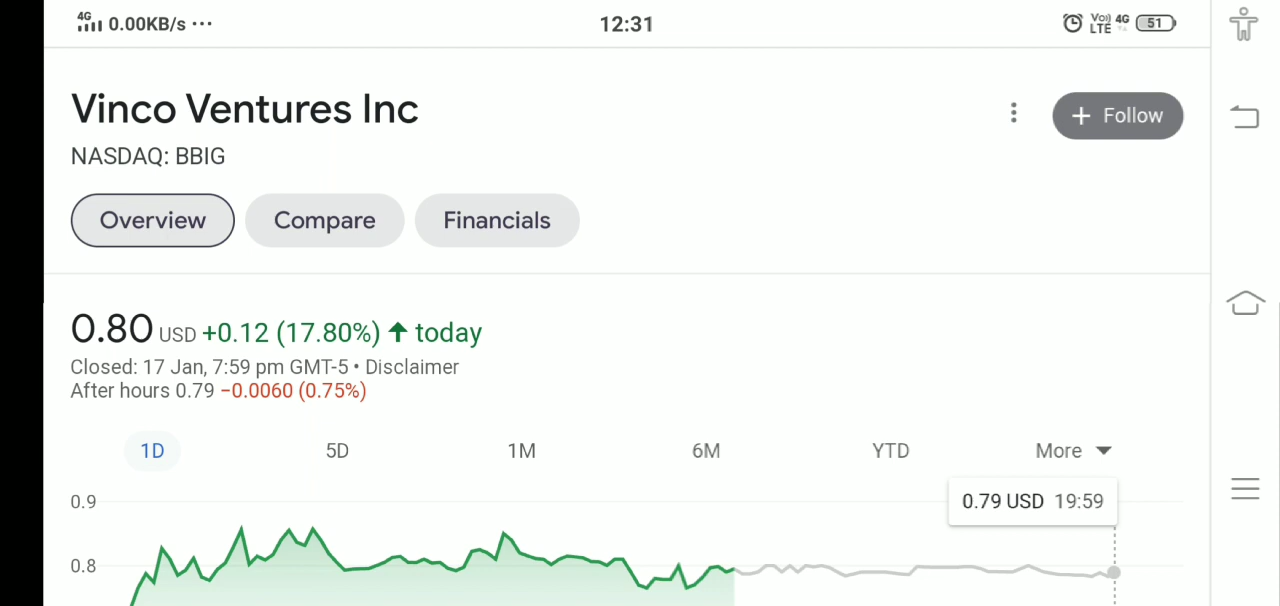 4G 0.00KB/s ... 12:31 Vo)) LTE 4G 51
Vinco Ventures Inc
+ Follow
NASDAQ: BBIG
Overview Compare Financials
0.80 USD +0.12 (17.80%) ↑ today
Closed: 17 Jan, 7:59 pm GMT-5 • Disclaimer
After hours 0.79 −0.0060 (0.75%)
1D 5D 1M 6M YTD More
0.9
0.79 USD 19:59
0.8